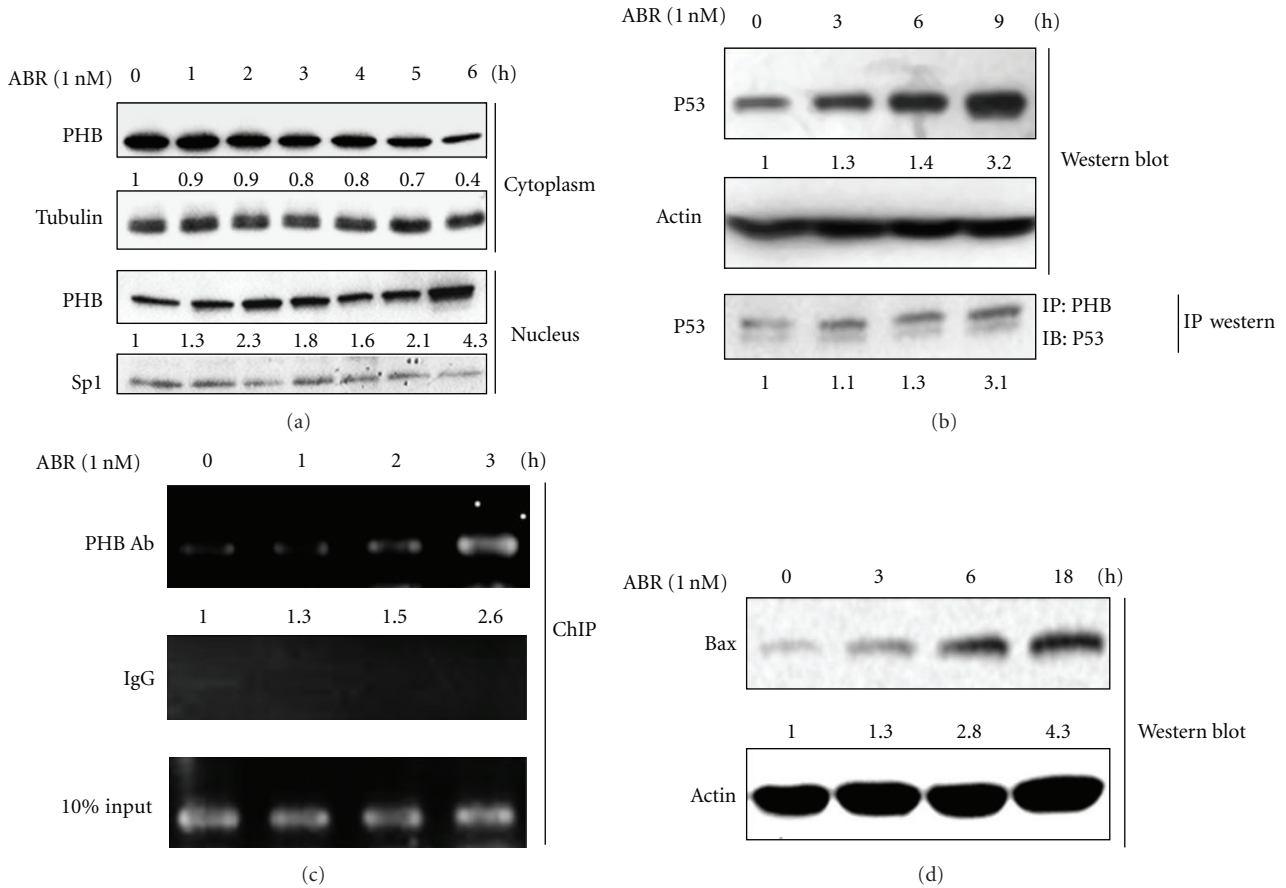 ABR (1 nM) 0 1 2 3 4 5 6 (h)
PHB
1 0.9 0.9 0.8 0.8 0.7 0.4
Cytoplasm
Tubulin
PHB
1 1.3 2.3 1.8 1.6 2.1 4.3
Nucleus
Sp1
(a)
ABR (1 nM) 0 3 6 9 (h)
P53
1 1.3 1.4 3.2
Western blot
Actin
P53
IP: PHB
IB: P53
IP western
1 1.1 1.3 3.1
(b)
ABR (1 nM) 0 1 2 3 (h)
PHB Ab
1 1.3 1.5 2.6
ChIP
IgG
10% input
(c)
ABR (1 nM) 0 3 6 18 (h)
Bax
1 1.3 2.8 4.3
Western blot
Actin
(d)